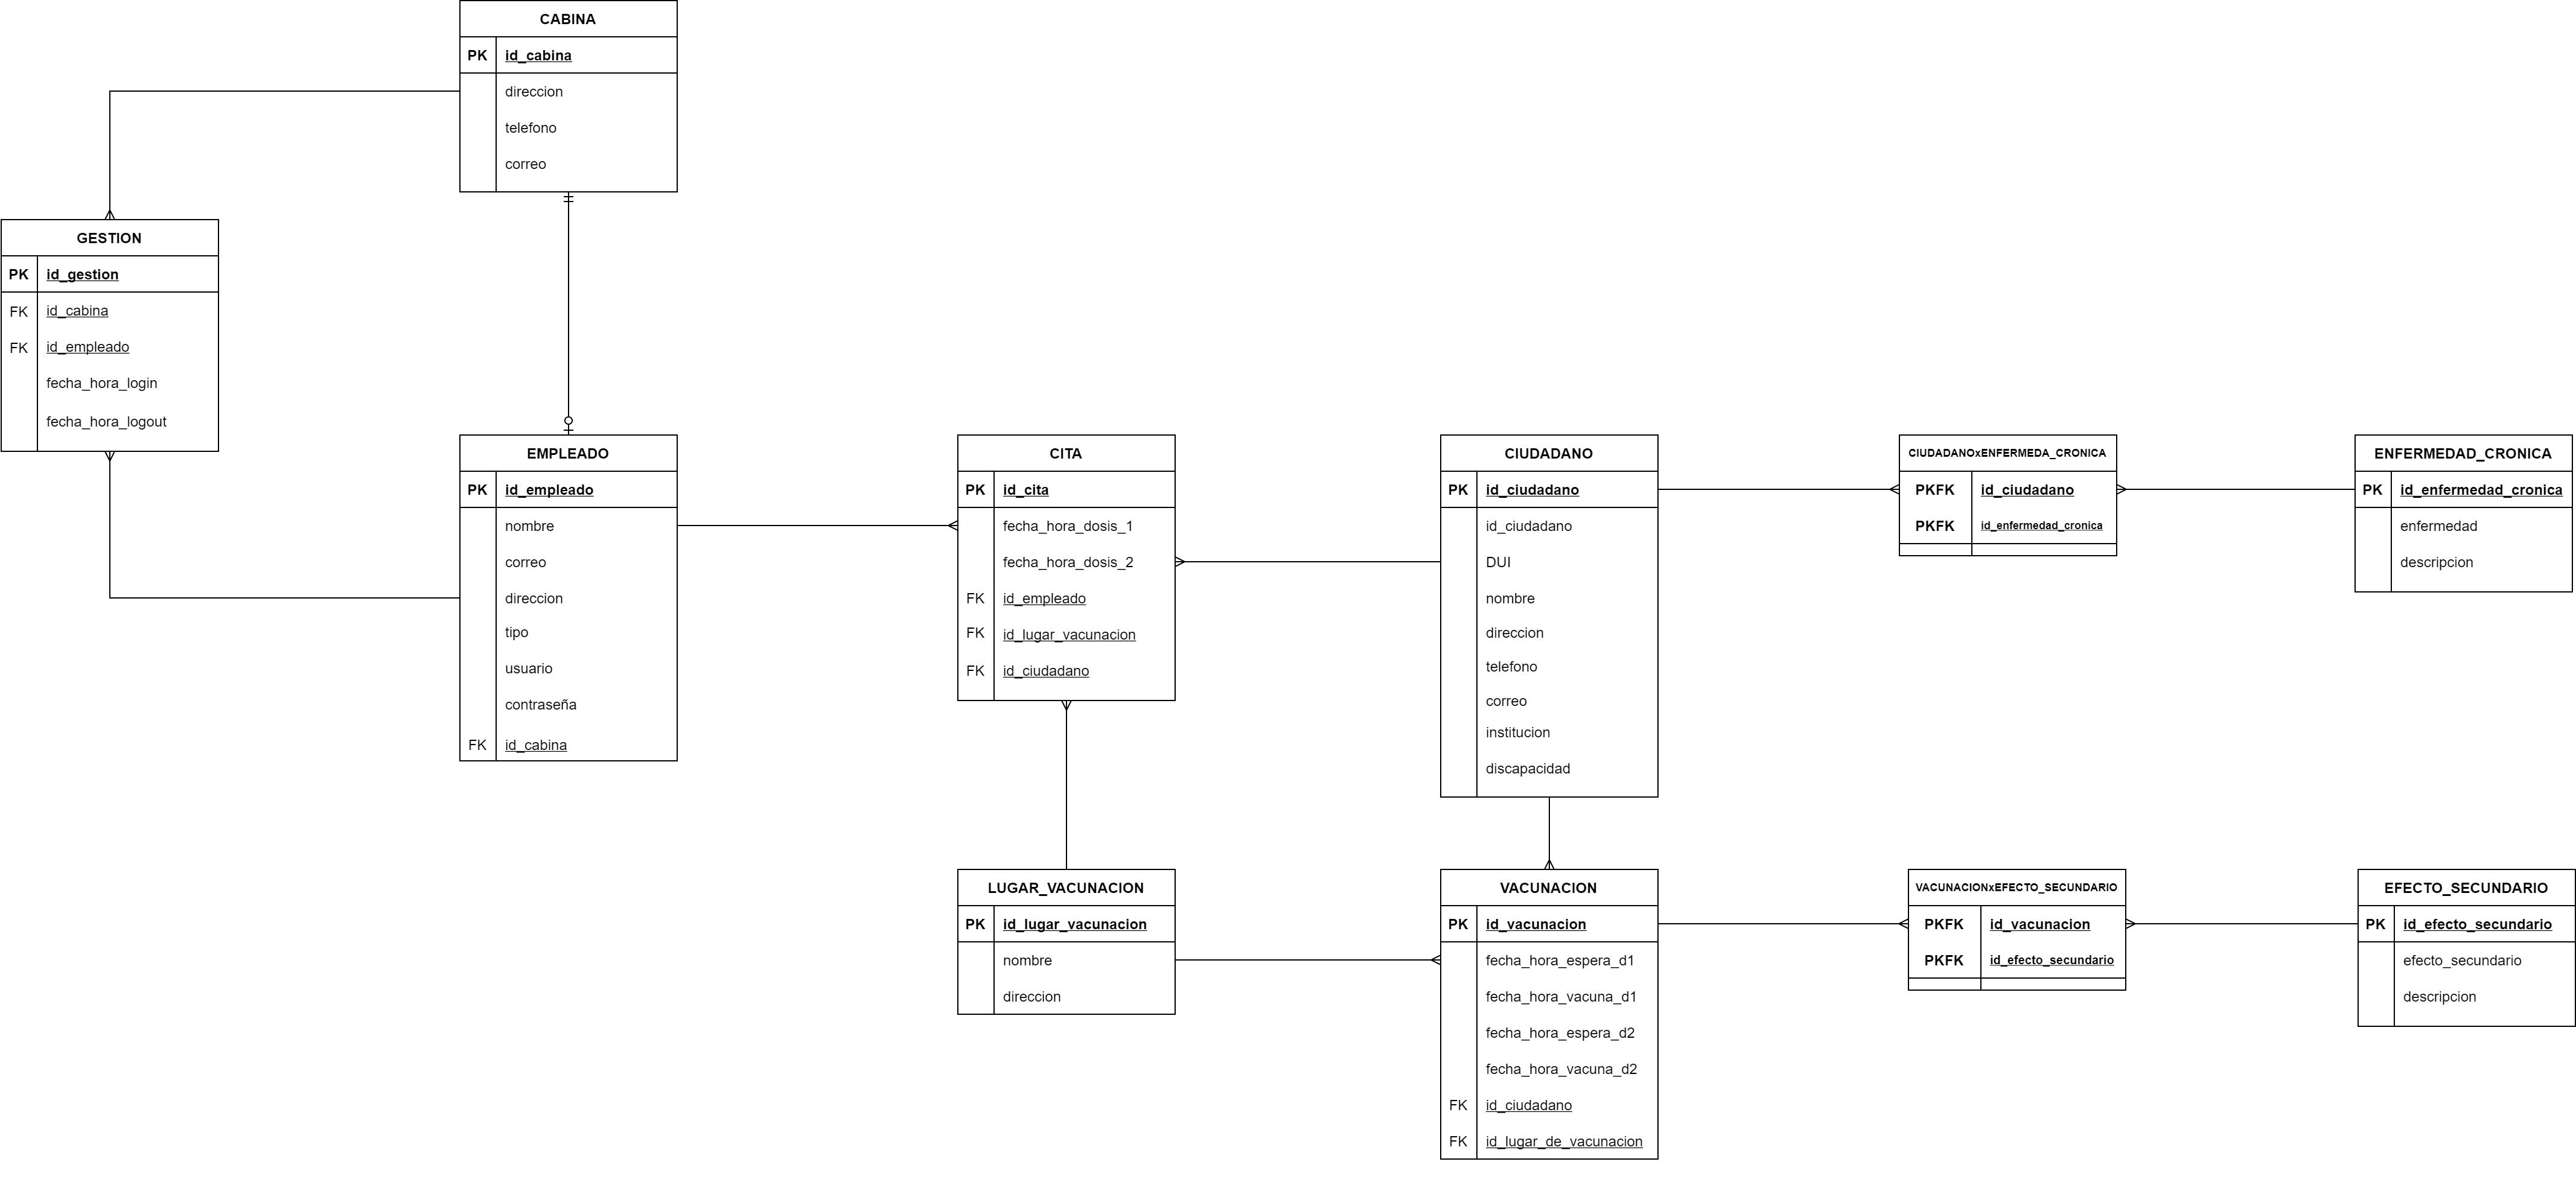 CABINA
PK id_cabina
direccion
telefono
correo
GESTION
PK id_gestion
FK id_cabina
FK id_empleado
fecha_hora_login
fecha_hora_logout
EMPLEADO
PK id_empleado
nombre
correo
direccion
tipo
usuario
contraseña
FK id_cabina
CITA
PK id_cita
fecha_hora_dosis_1
fecha_hora_dosis_2
FK id_empleado
FK id_lugar_vacunacion
FK id_ciudadano
CIUDADANO
PK id_ciudadano
id_ciudadano
DUI
nombre
direccion
telefono
correo
institucion
discapacidad
CIUDADANOxENFERMEDA_CRONICA
PKFK id_ciudadano
PKFK id_enfermedad_cronica
ENFERMEDAD_CRONICA
PK id_enfermedad_cronica
enfermedad
descripcion
LUGAR_VACUNACION
PK id_lugar_vacunacion
nombre
direccion
VACUNACION
PK id_vacunacion
fecha_hora_espera_d1
fecha_hora_vacuna_d1
fecha_hora_espera_d2
fecha_hora_vacuna_d2
FK id_ciudadano
FK id_lugar_de_vacunacion
VACUNACIONxEFECTO_SECUNDARIO
PKFK id_vacunacion
PKFK id_efecto_secundario
EFECTO_SECUNDARIO
PK id_efecto_secundario
efecto_secundario
descripcion